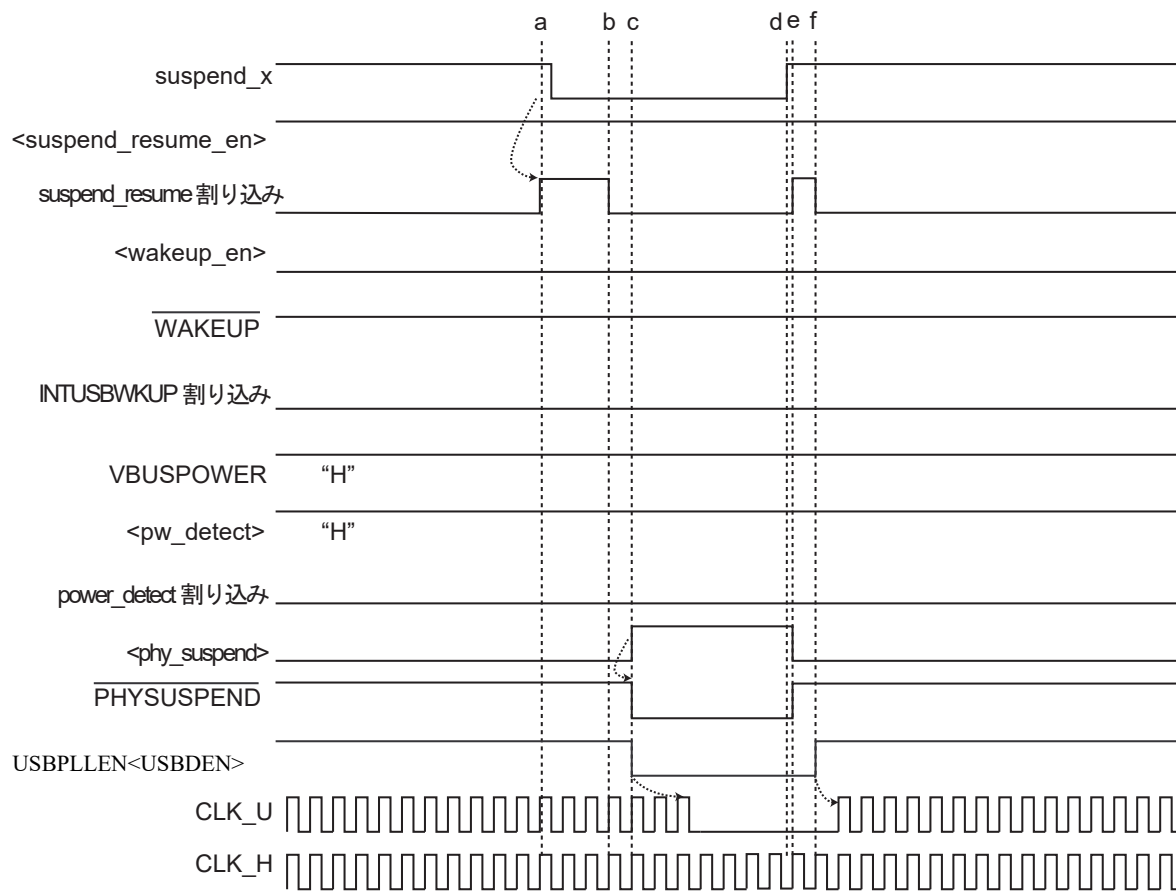 a b c d e f
suspend_x
<suspend_resume_en>
suspend_resume 割り込み
<wakeup_en>
WAKEUP
INTUSBWKUP 割り込み
VBUSPOWER “H”
<pw_detect> “H”
power_detect 割り込み
<phy_suspend>
PHYSUSPEND
USBPLLEN<USBDEN>
CLK_U
CLK_H